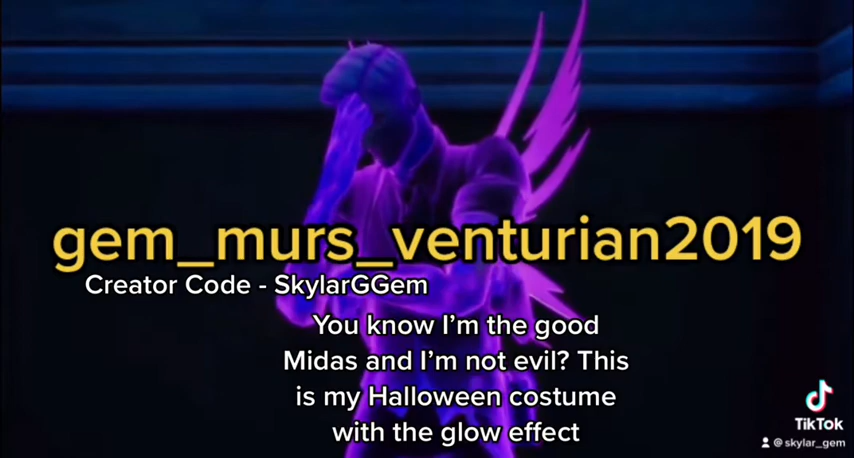 gem_murs_venturian2019
Creator Code - SkylarGGem
You know I’m the good
Midas and I’m not evil? This
is my Halloween costume
with the glow effect
TikTok
@skylar_gem